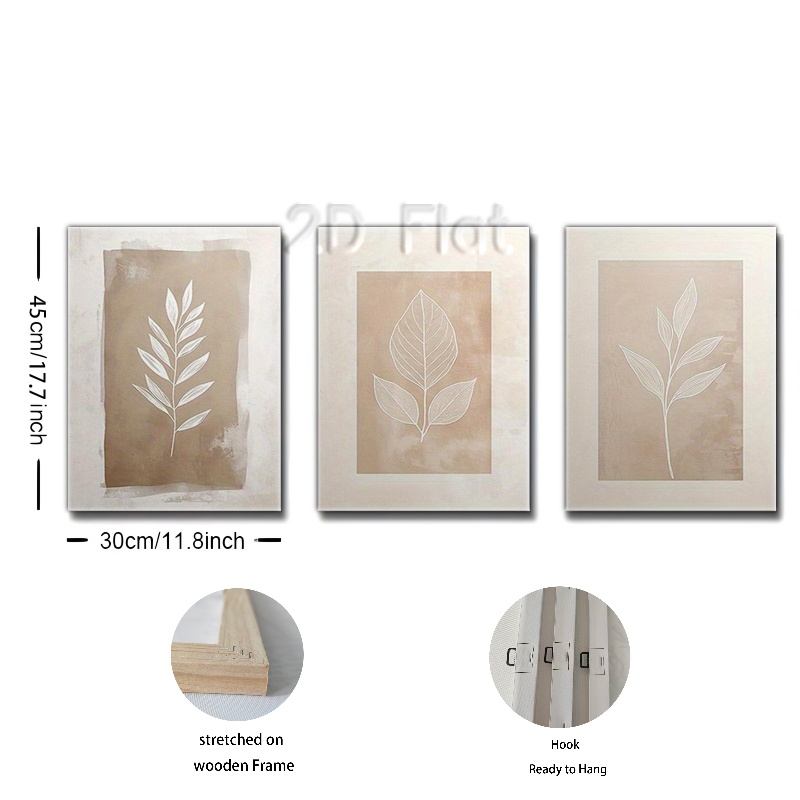 2D Flat
45cm/17.7inch
30cm/11.8inch
stretched on
wooden Frame
Hook
Ready to Hang